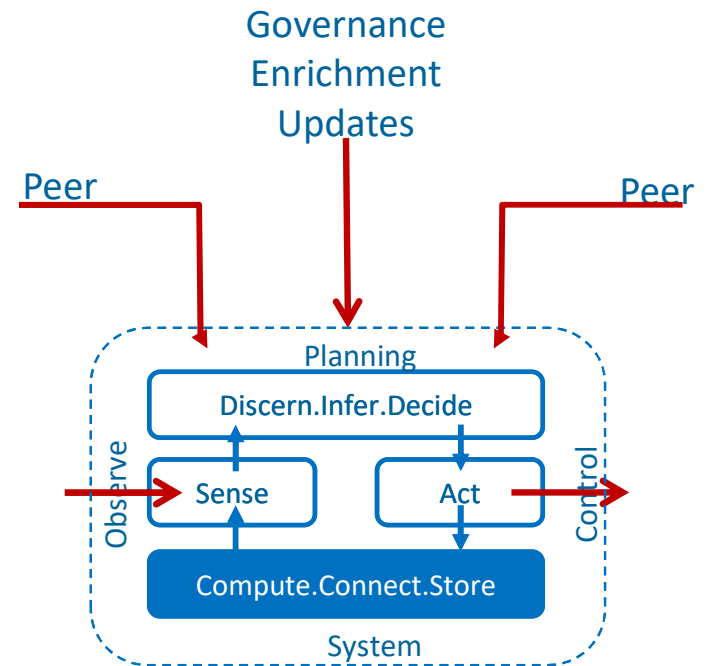 Governance
Enrichment
Updates
Peer
Peer
Planning
Discern.Infer.Decide
Observe
Sense
Act
Control
Compute.Connect.Store
System